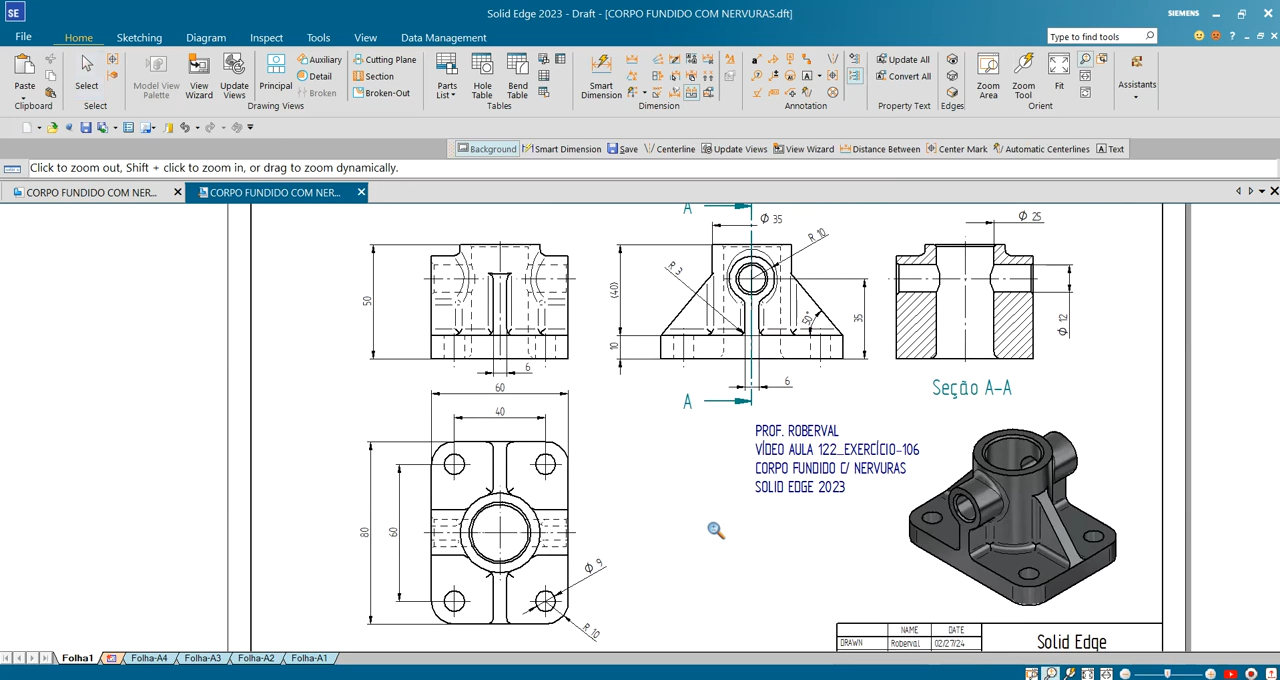 SE
Solid Edge 2023 - Draft - [CORPO FUNDIDO COM NERVURAS.dft]
SIEMENS
File Home Sketching Diagram Inspect Tools View Data Management
Type to find tools
Paste
Clipboard
Select
Select
Model View Palette
View Wizard
Update Views
Principal
Auxiliary
Detail
Broken
Cutting Plane
Section
Broken-Out
Drawing Views
Parts List
Hole Table
Bend Table
Tables
Smart Dimension
Dimension
Annotation
Update All
Convert All
Property Text
Edges
Zoom Area
Zoom Tool
Fit
Orient
Assistants
Background Smart Dimension Save Centerline Update Views View Wizard Distance Between Center Mark Automatic Centerlines Text
Click to zoom out, Shift + click to zoom in, or drag to zoom dynamically.
CORPO FUNDIDO COM NER...
CORPO FUNDIDO COM NER...
A
Ø 35
Ø 25
R 10
R 3
50
(40)
50°
35
10
Ø 12
6
6
A
Seção A-A
60
40
80
60
Ø 9
R 10
PROF. ROBERVAL
VÍDEO AULA 122_EXERCÍCIO-106
CORPO FUNDIDO C/ NERVURAS
SOLID EDGE 2023
NAME DATE
DRAWN Roberval 02/27/24
Solid Edge
Folha1 Folha-A4 Folha-A3 Folha-A2 Folha-A1